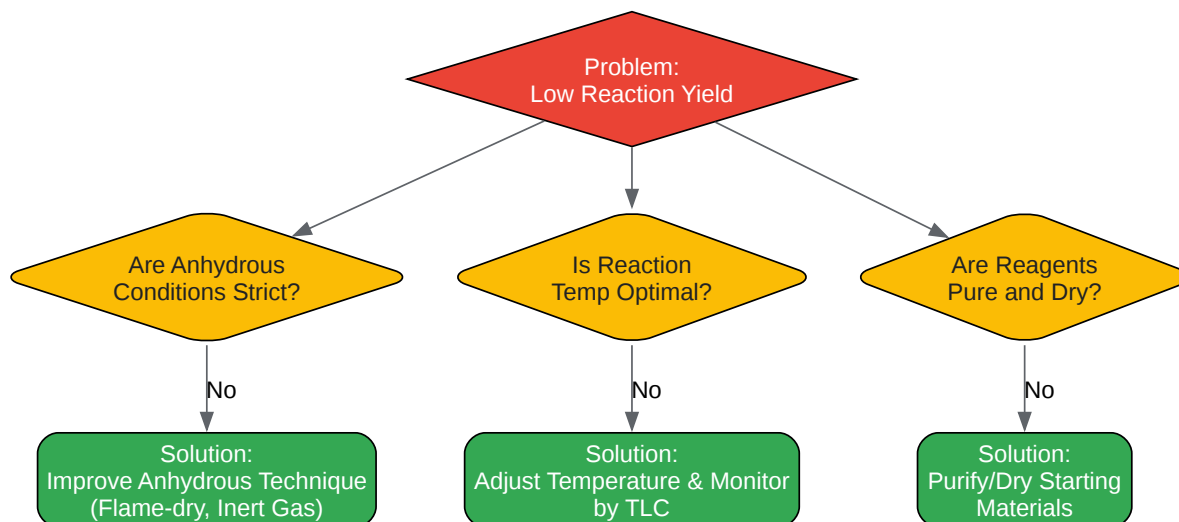 Problem:
Low Reaction Yield
Are Anhydrous
Conditions Strict?
Is Reaction
Temp Optimal?
Are Reagents
Pure and Dry?
No
No
No
Solution:
Improve Anhydrous Technique
(Flame-dry, Inert Gas)
Solution:
Adjust Temperature & Monitor
by TLC
Solution:
Purify/Dry Starting
Materials